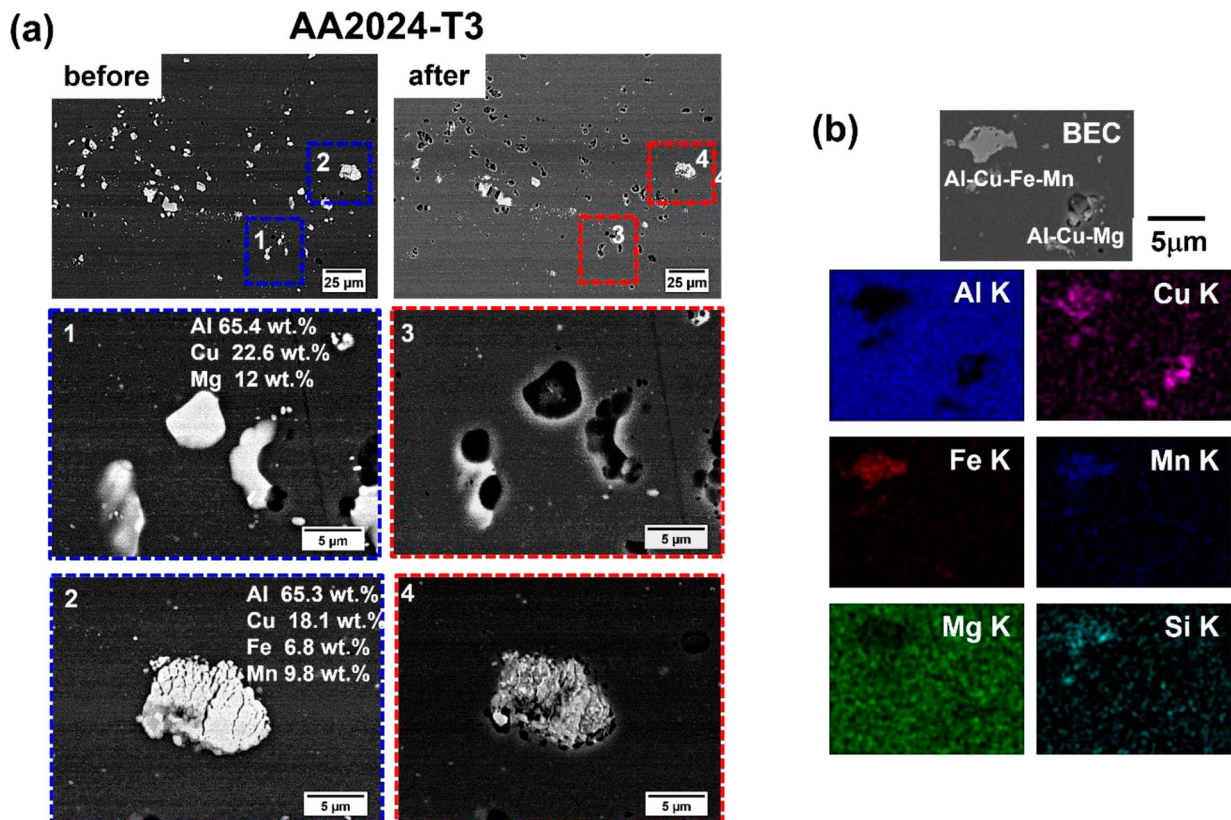 (a)
AA2024-T3
before
after
2
1
25 µm
4
4
3
25 µm
1
Al 65.4 wt.%
Cu 22.6 wt.%
Mg 12 wt.%
5 µm
3
5 µm
2
Al 65.3 wt.%
Cu 18.1 wt.%
Fe 6.8 wt.%
Mn 9.8 wt.%
5 µm
4
5 µm
(b)
BEC
Al-Cu-Fe-Mn
Al-Cu-Mg
5µm
Al K
Cu K
Fe K
Mn K
Mg K
Si K